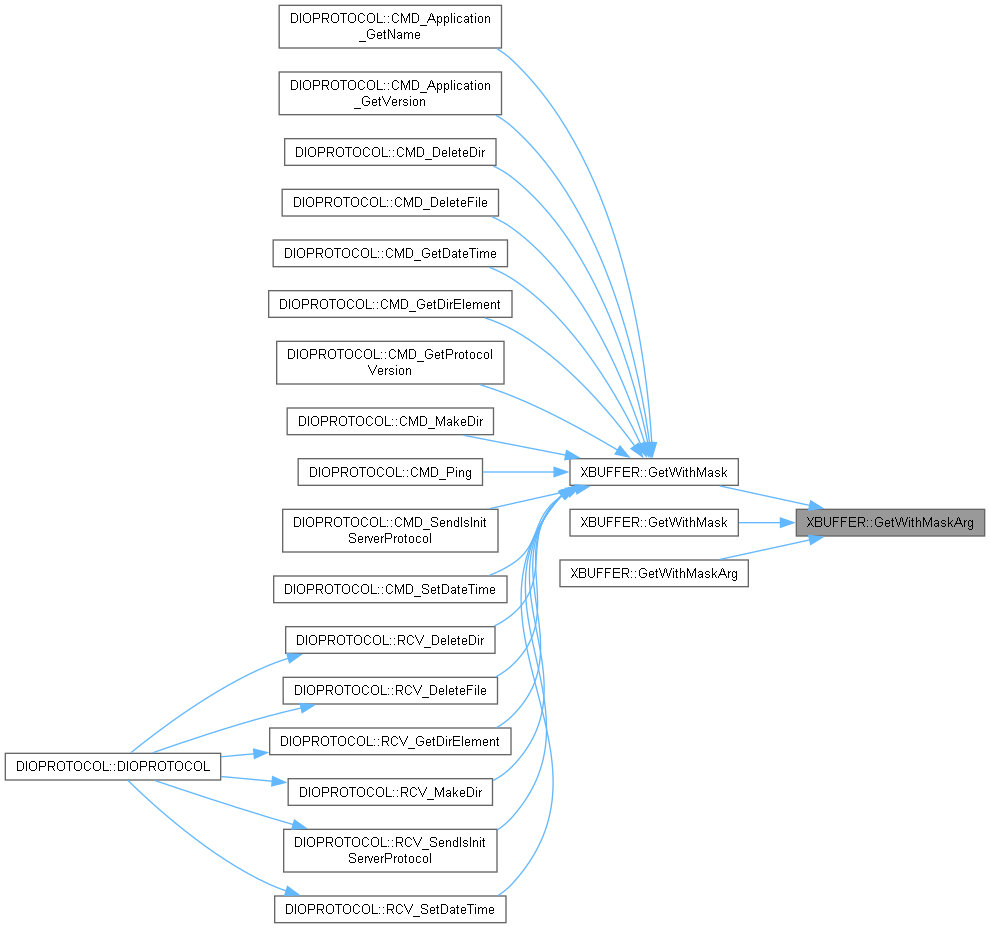 DIOPROTOCOL::CMD_Application
_GetName
DIOPROTOCOL::CMD_Application
_GetVersion
DIOPROTOCOL::CMD_DeleteDir
DIOPROTOCOL::CMD_DeleteFile
DIOPROTOCOL::CMD_GetDateTime
DIOPROTOCOL::CMD_GetDirElement
DIOPROTOCOL::CMD_GetProtocol
Version
DIOPROTOCOL::CMD_MakeDir
DIOPROTOCOL::CMD_Ping
XBUFFER::GetWithMask
DIOPROTOCOL::CMD_SendIsInit
ServerProtocol
XBUFFER::GetWithMask
XBUFFER::GetWithMaskArg
XBUFFER::GetWithMaskArg
DIOPROTOCOL::CMD_SetDateTime
DIOPROTOCOL::RCV_DeleteDir
DIOPROTOCOL::RCV_DeleteFile
DIOPROTOCOL::RCV_GetDirElement
DIOPROTOCOL::DIOPROTOCOL
DIOPROTOCOL::RCV_MakeDir
DIOPROTOCOL::RCV_SendIsInit
ServerProtocol
DIOPROTOCOL::RCV_SetDateTime